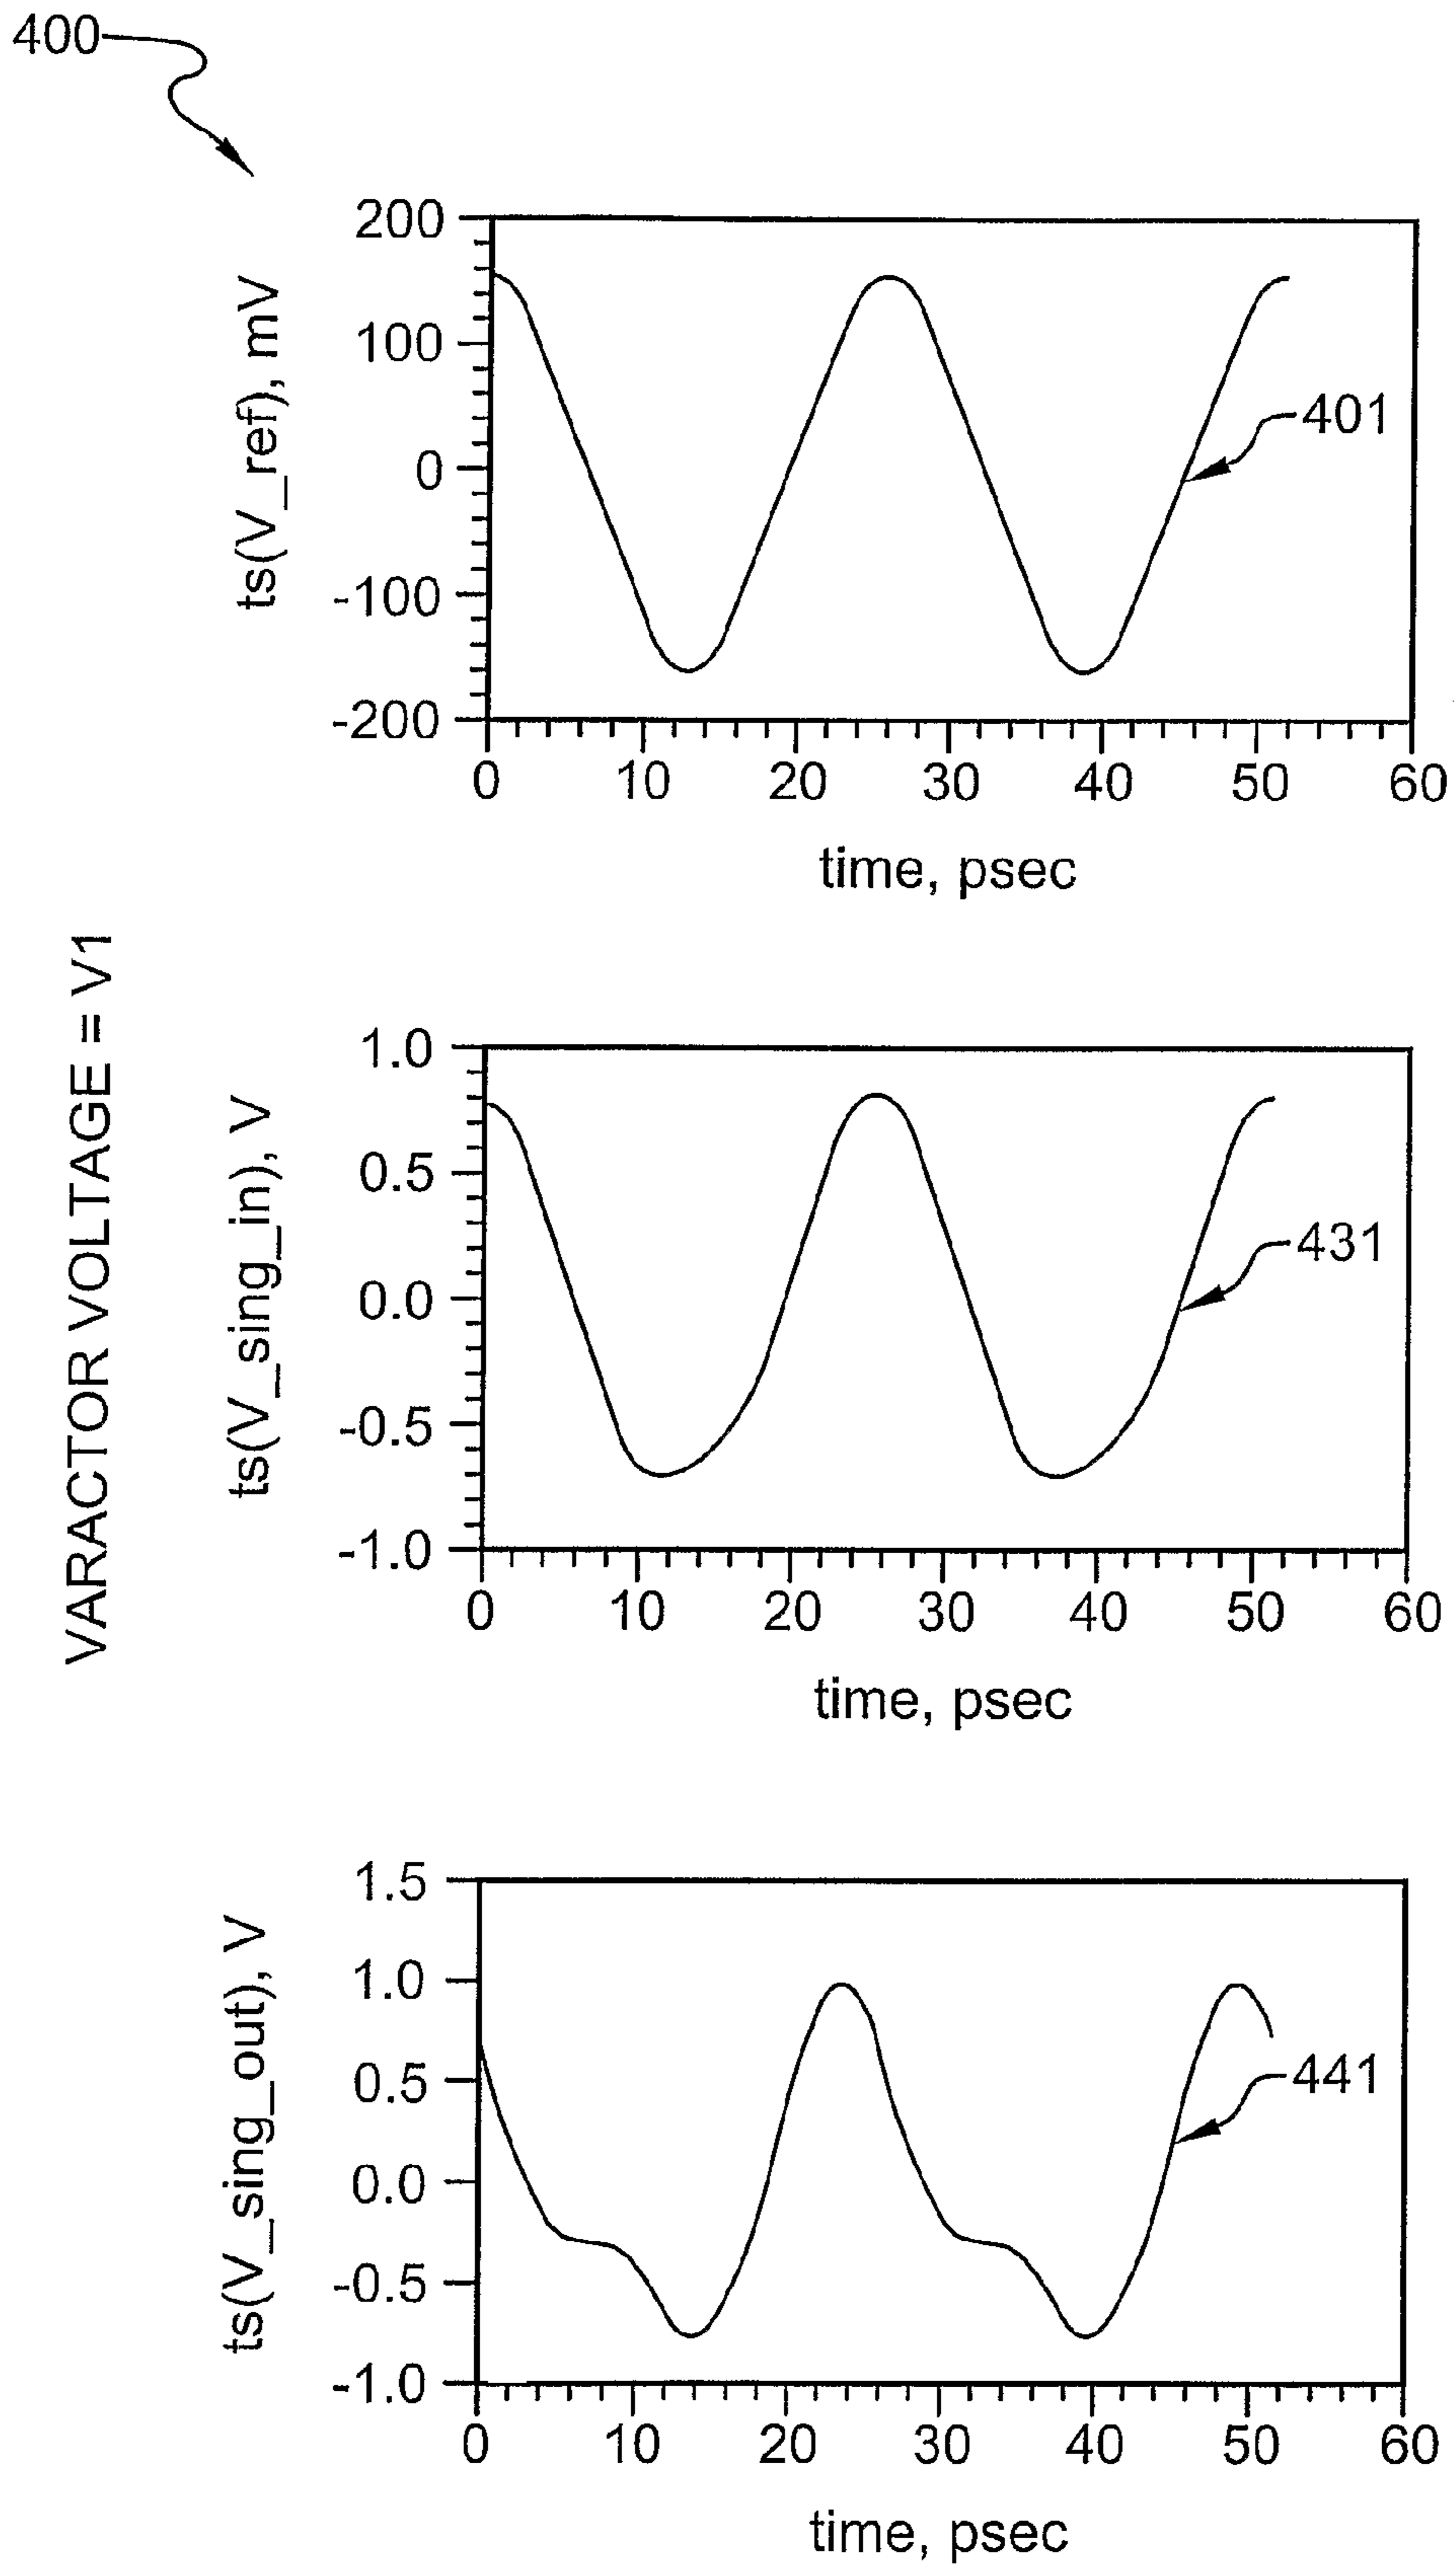 400
200
100
0
-100
-200
ts(V_ref), mV
401
0 10 20 30 40 50 60
time, psec
VARACTOR VOLTAGE = V1
1.0
0.5
0.0
-0.5
-1.0
ts(V_sing_in), V
431
0 10 20 30 40 50 60
time, psec
1.5
1.0
0.5
0.0
-0.5
-1.0
ts(V_sing_out), V
441
0 10 20 30 40 50 60
time, psec